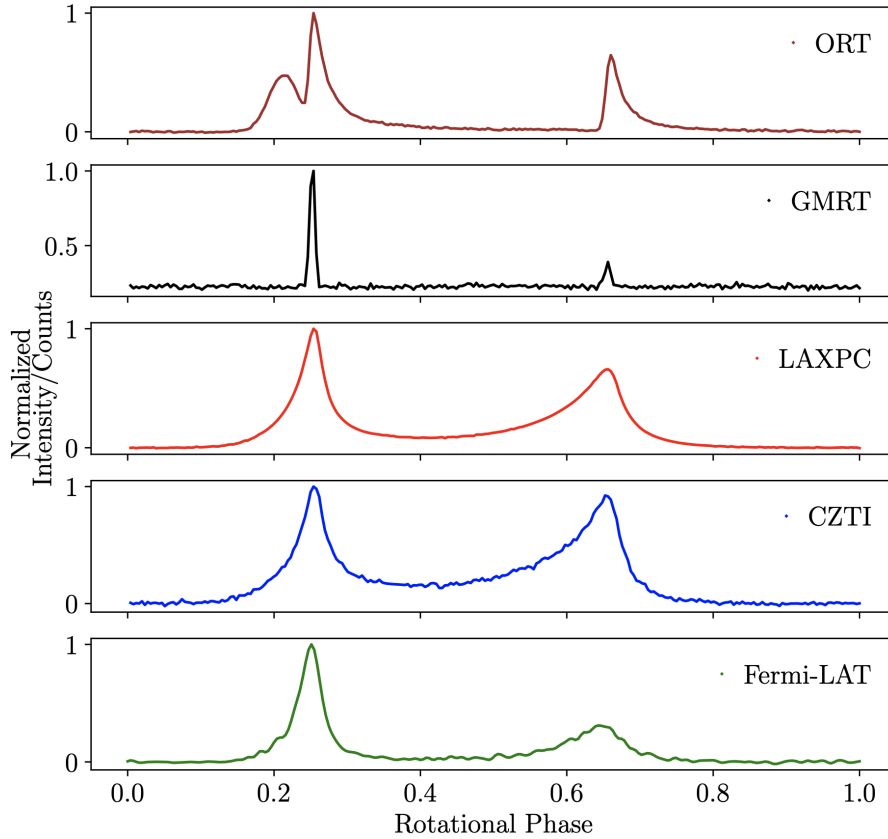 1
0
ORT
1.0
0.5
GMRT
1
0
LAXPC
1
0
CZTI
1
0
Fermi-LAT
Normalized
Intensity/Counts
0.0 0.2 0.4 0.6 0.8 1.0
Rotational Phase